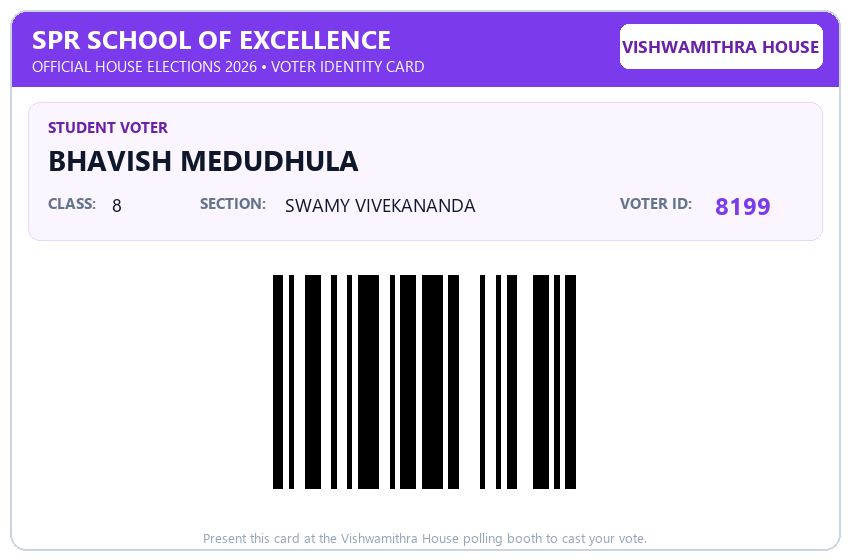 SPR SCHOOL OF EXCELLENCE
OFFICIAL HOUSE ELECTIONS 2026 • VOTER IDENTITY CARD
VISHWAMITHRA HOUSE
STUDENT VOTER
BHAVISH MEDUDHULA
CLASS: 8 SECTION: SWAMY VIVEKANANDA VOTER ID: 8199
Present this card at the Vishwamithra House polling booth to cast your vote.